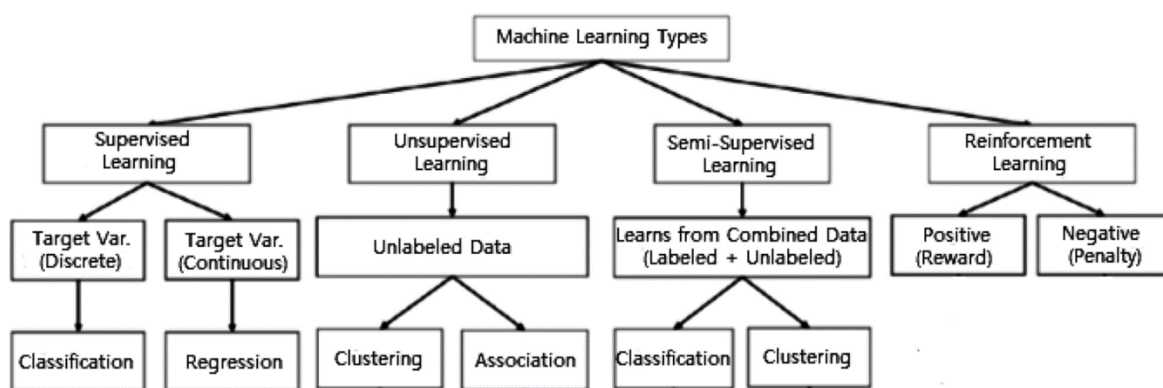 Machine Learning Types
Supervised
Learning
Unsupervised
Learning
Semi-Supervised
Learning
Reinforcement
Learning
Target Var.
(Discrete)
Target Var.
(Continuous)
Unlabeled Data
Learns from Combined Data
(Labeled + Unlabeled)
Positive
(Reward)
Negative
(Penalty)
Classification
Regression
Clustering
Association
Classification
Clustering